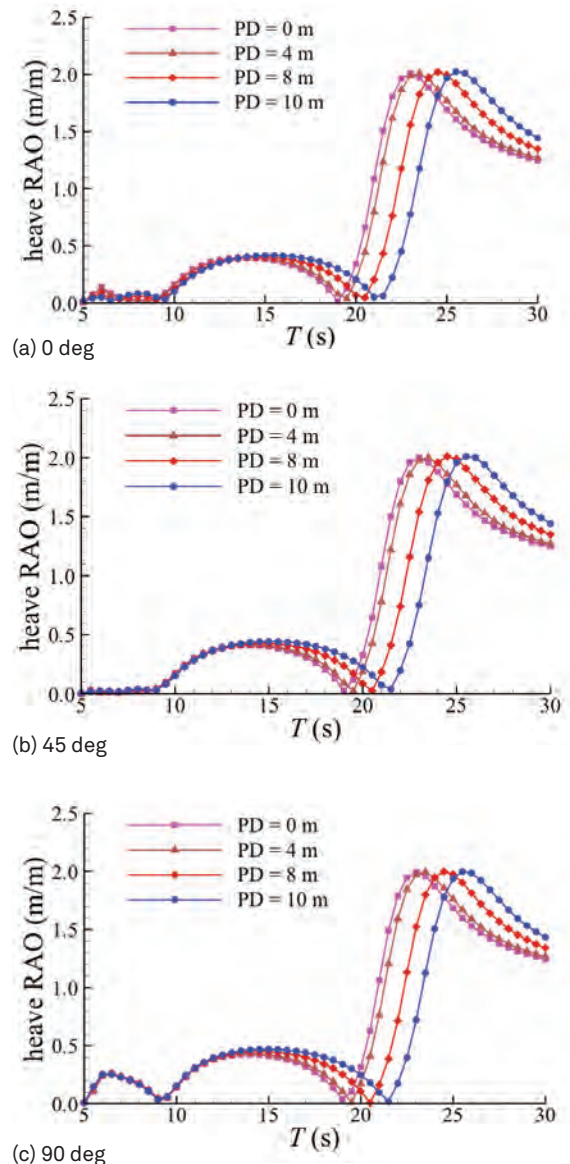 heave RAO (m/m)
2.5
2.0
1.5
1.0
0.5
0.0
PD = 0 m
PD = 4 m
PD = 8 m
PD = 10 m
5 10 15 20 25 30
T (s)
(a) 0 deg
heave RAO (m/m)
2.5
2.0
1.5
1.0
0.5
0.0
PD = 0 m
PD = 4 m
PD = 8 m
PD = 10 m
5 10 15 20 25 30
T (s)
(b) 45 deg
heave RAO (m/m)
2.5
2.0
1.5
1.0
0.5
0.0
PD = 0 m
PD = 4 m
PD = 8 m
PD = 10 m
5 10 15 20 25 30
T (s)
(c) 90 deg